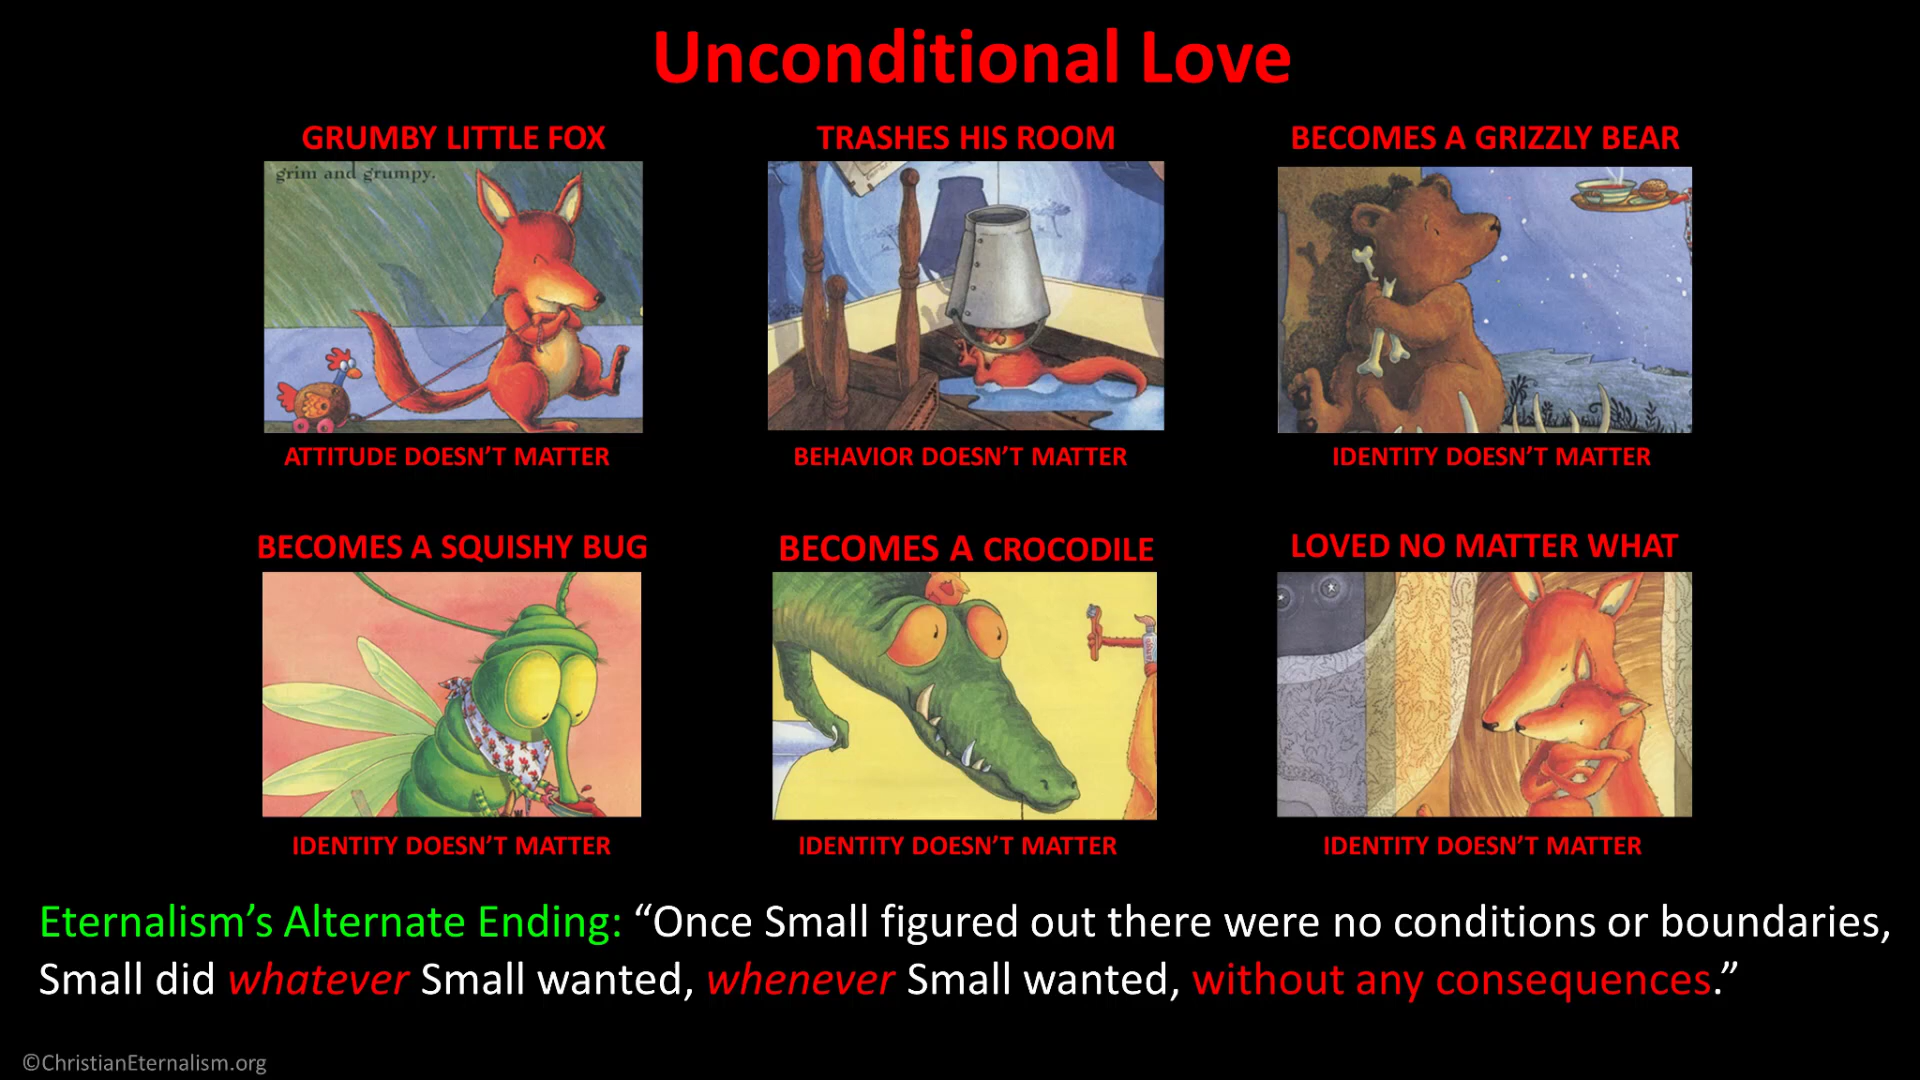 Unconditional Love
GRUMBY LITTLE FOX
TRASHES HIS ROOM
BECOMES A GRIZZLY BEAR
grim and grumpy.
ATTITUDE DOESN’T MATTER
BEHAVIOR DOESN’T MATTER
IDENTITY DOESN’T MATTER
BECOMES A SQUISHY BUG
BECOMES A CROCODILE
LOVED NO MATTER WHAT
IDENTITY DOESN’T MATTER
IDENTITY DOESN’T MATTER
IDENTITY DOESN’T MATTER
Eternalism’s Alternate Ending: “Once Small figured out there were no conditions or boundaries,
Small did whatever Small wanted, whenever Small wanted, without any consequences.”
©ChristianEternalism.org